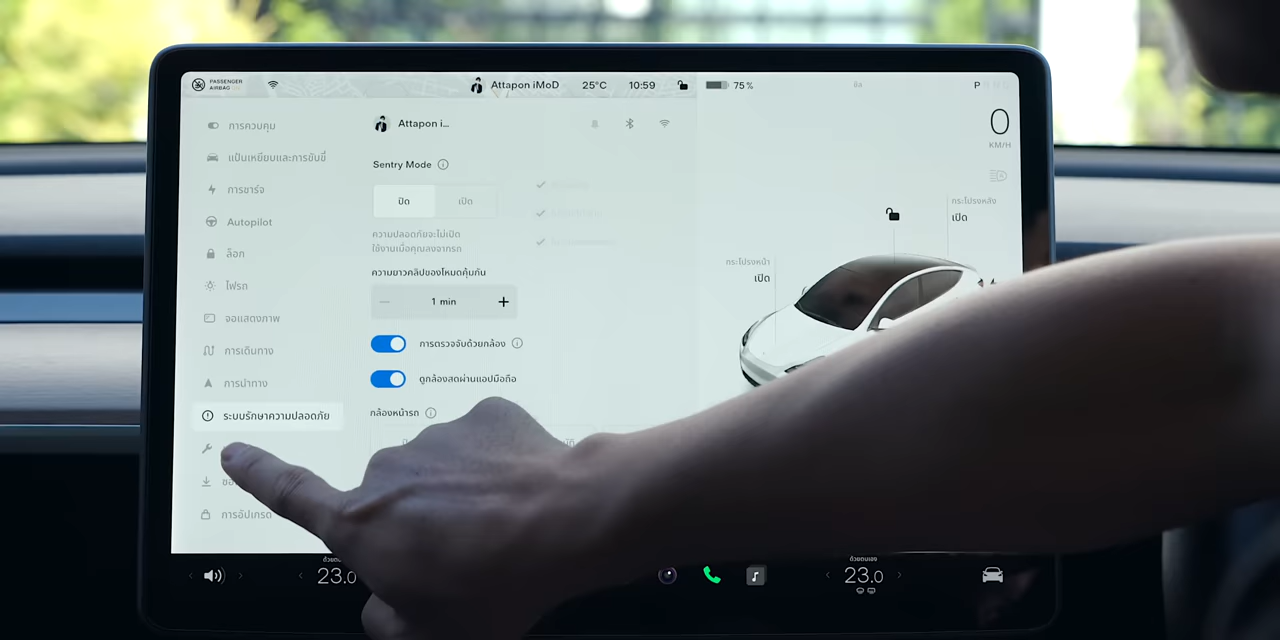 PASSENGER
AIRBAG
Attapon iMoD 25°C 10:59 75 %
P
การควบคุม
แป้นเหยียบและการขับขี่
การชาร์จ
Autopilot
ล็อก
ไฟรถ
จอแสดงภาพ
การเดินทาง
การนำทาง
ระบบรักษาความปลอดภัย
การอัปเกรด
Attapon i...
Sentry Mode
ปิด เปิด
ความปลอดภัยจะไม่เปิด
ใช้งานเมื่อคุณลงจากรถ
ความยาวคลิปของโหมดคุ้มกัน
1 min
การตรวจจับด้วยกล้อง
ดูกล้องสดผ่านแอปมือถือ
กล้องหน้ารถ
0
KM/H
กระโปรงหลัง
เปิด
กระโปรงหน้า
เปิด
23.0
ด้วยตนเอง
23.0